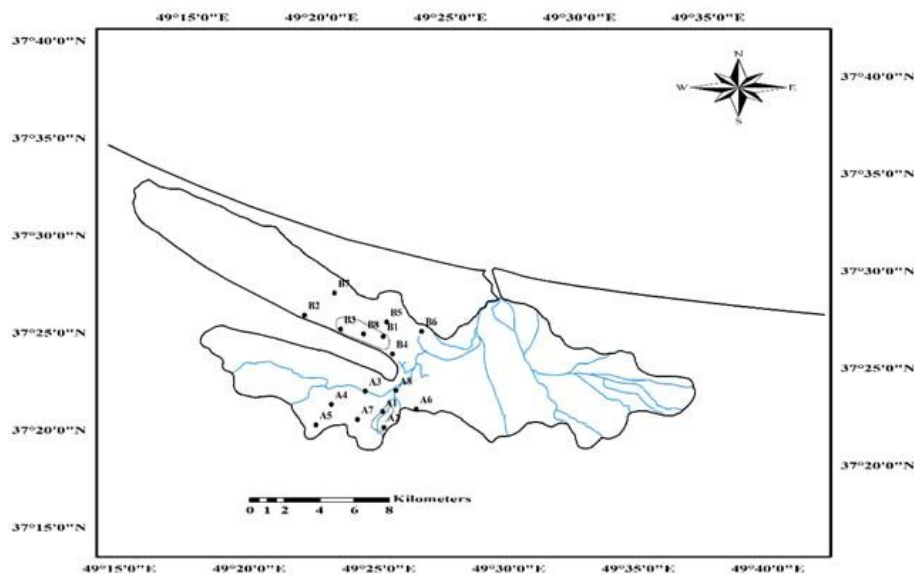 49°15'0"E 49°20'0"E 49°25'0"E 49°30'0"E 49°35'0"E
37°40'0"N
N
37°40'0"N
W E
S
37°35'0"N
37°35'0"N
37°30'0"N
37°30'0"N
B7
B2
B5
B3 B8 B1 B6
37°25'0"N
B4
37°25'0"N
A3 A8
A4 A1 A6
A5 A7 A2
37°20'0"N
37°20'0"N
Kilometers
0 1 2 4 6 8
37°15'0"N
49°15'0"E 49°20'0"E 49°25'0"E 49°30'0"E 49°35'0"E 49°40'0"E